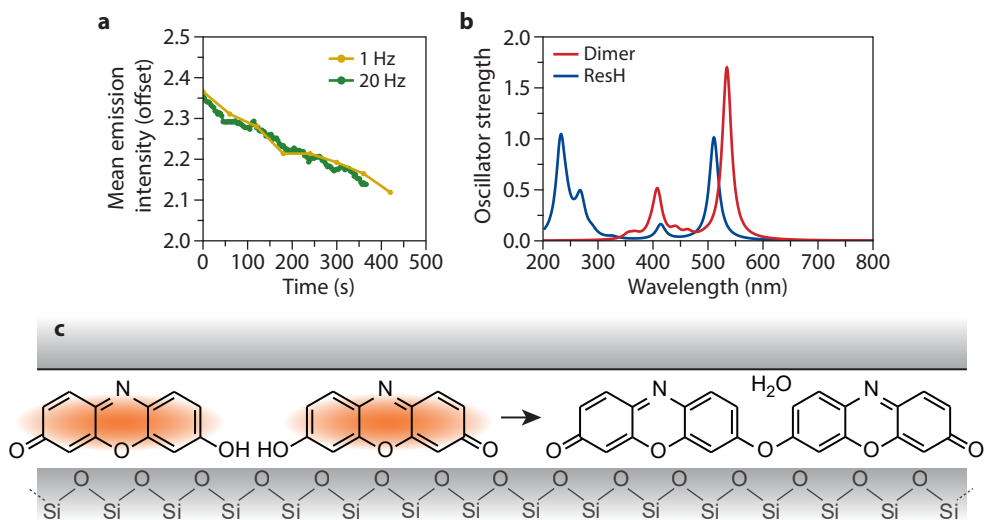 a
2.5
2.4
2.3
2.2
2.1
2.0
Mean emission
intensity (offset)
1 Hz
20 Hz
0 100 200 300 400 500
Time (s)
b
2.0
1.5
1.0
0.5
0.0
Oscillator strength
Dimer
ResH
200 300 400 500 600 700 800
Wavelength (nm)
c
N N N H₂O N
O O OH HO O O O O O O O
O O O O O O O O O O O O O O O
Si Si Si Si Si Si Si Si Si Si Si Si Si Si Si Si